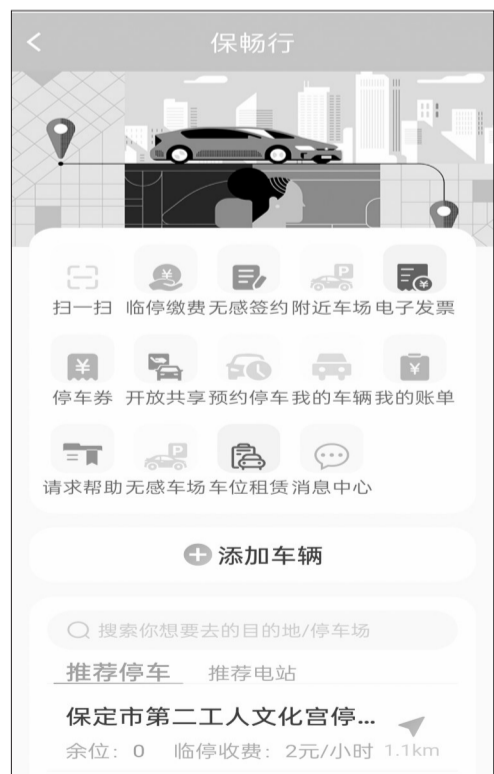 保畅行
扫一扫 临停缴费 无感签约 附近车场 电子发票
停车券 开放共享 预约停车 我的车辆 我的账单
请求帮助 无感车场 车位租赁 消息中心
添加车辆
搜索你想要去的目的地/停车场
推荐停车 推荐电站
保定市第二工人文化宫停...
余位：0 临停收费：2元/小时 1.1km